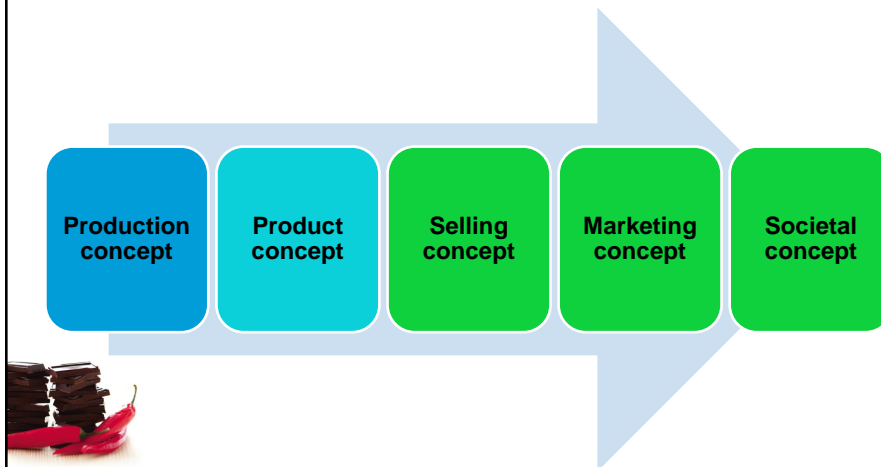 Production
concept
Product
concept
Selling
concept
Marketing
concept
Societal
concept